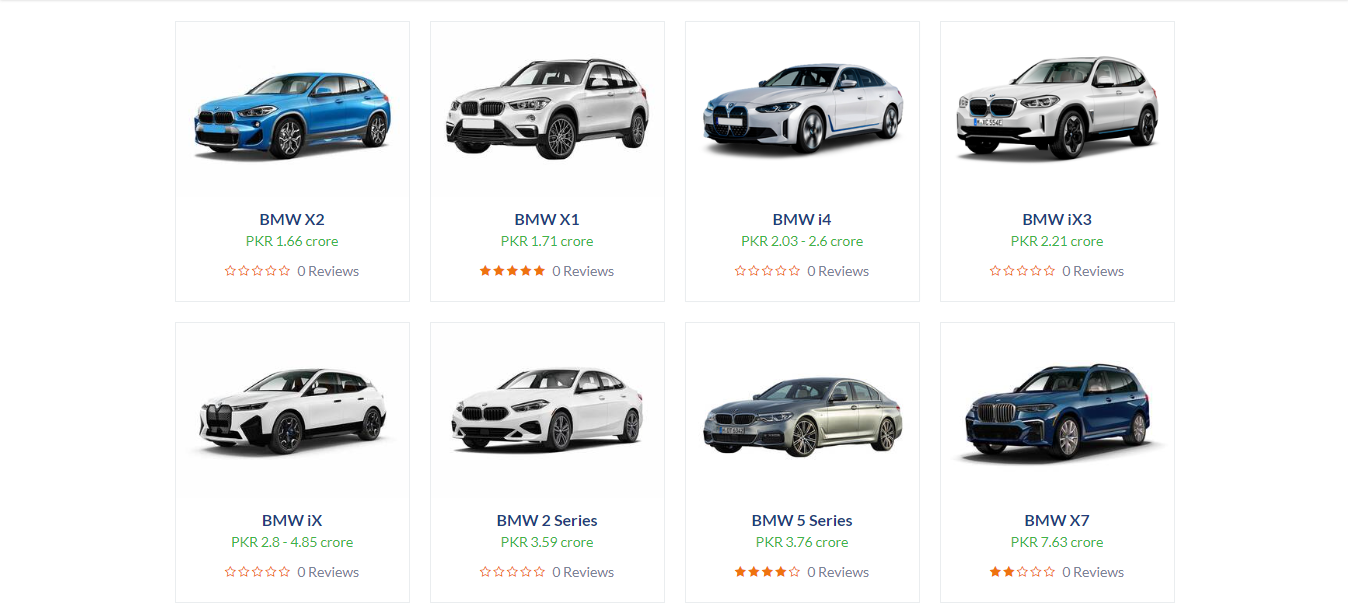 BMW X2
PKR 1.66 crore
0 Reviews
BMW X1
PKR 1.71 crore
0 Reviews
BMW i4
PKR 2.03 - 2.6 crore
0 Reviews
BMW iX3
PKR 2.21 crore
0 Reviews
BMW iX
PKR 2.8 - 4.85 crore
0 Reviews
BMW 2 Series
PKR 3.59 crore
0 Reviews
BMW 5 Series
PKR 3.76 crore
0 Reviews
BMW X7
PKR 7.63 crore
0 Reviews